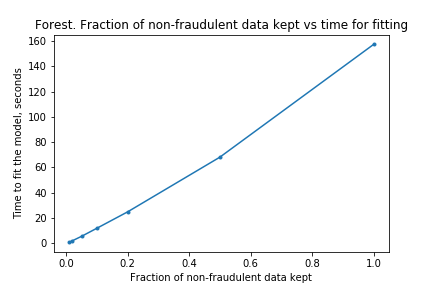 Forest. Fraction of non-fraudulent data kept vs time for fitting
160
140
120
100
80
60
40
20
0
Time to fit the model, seconds
0.0 0.2 0.4 0.6 0.8 1.0
Fraction of non-fraudulent data kept